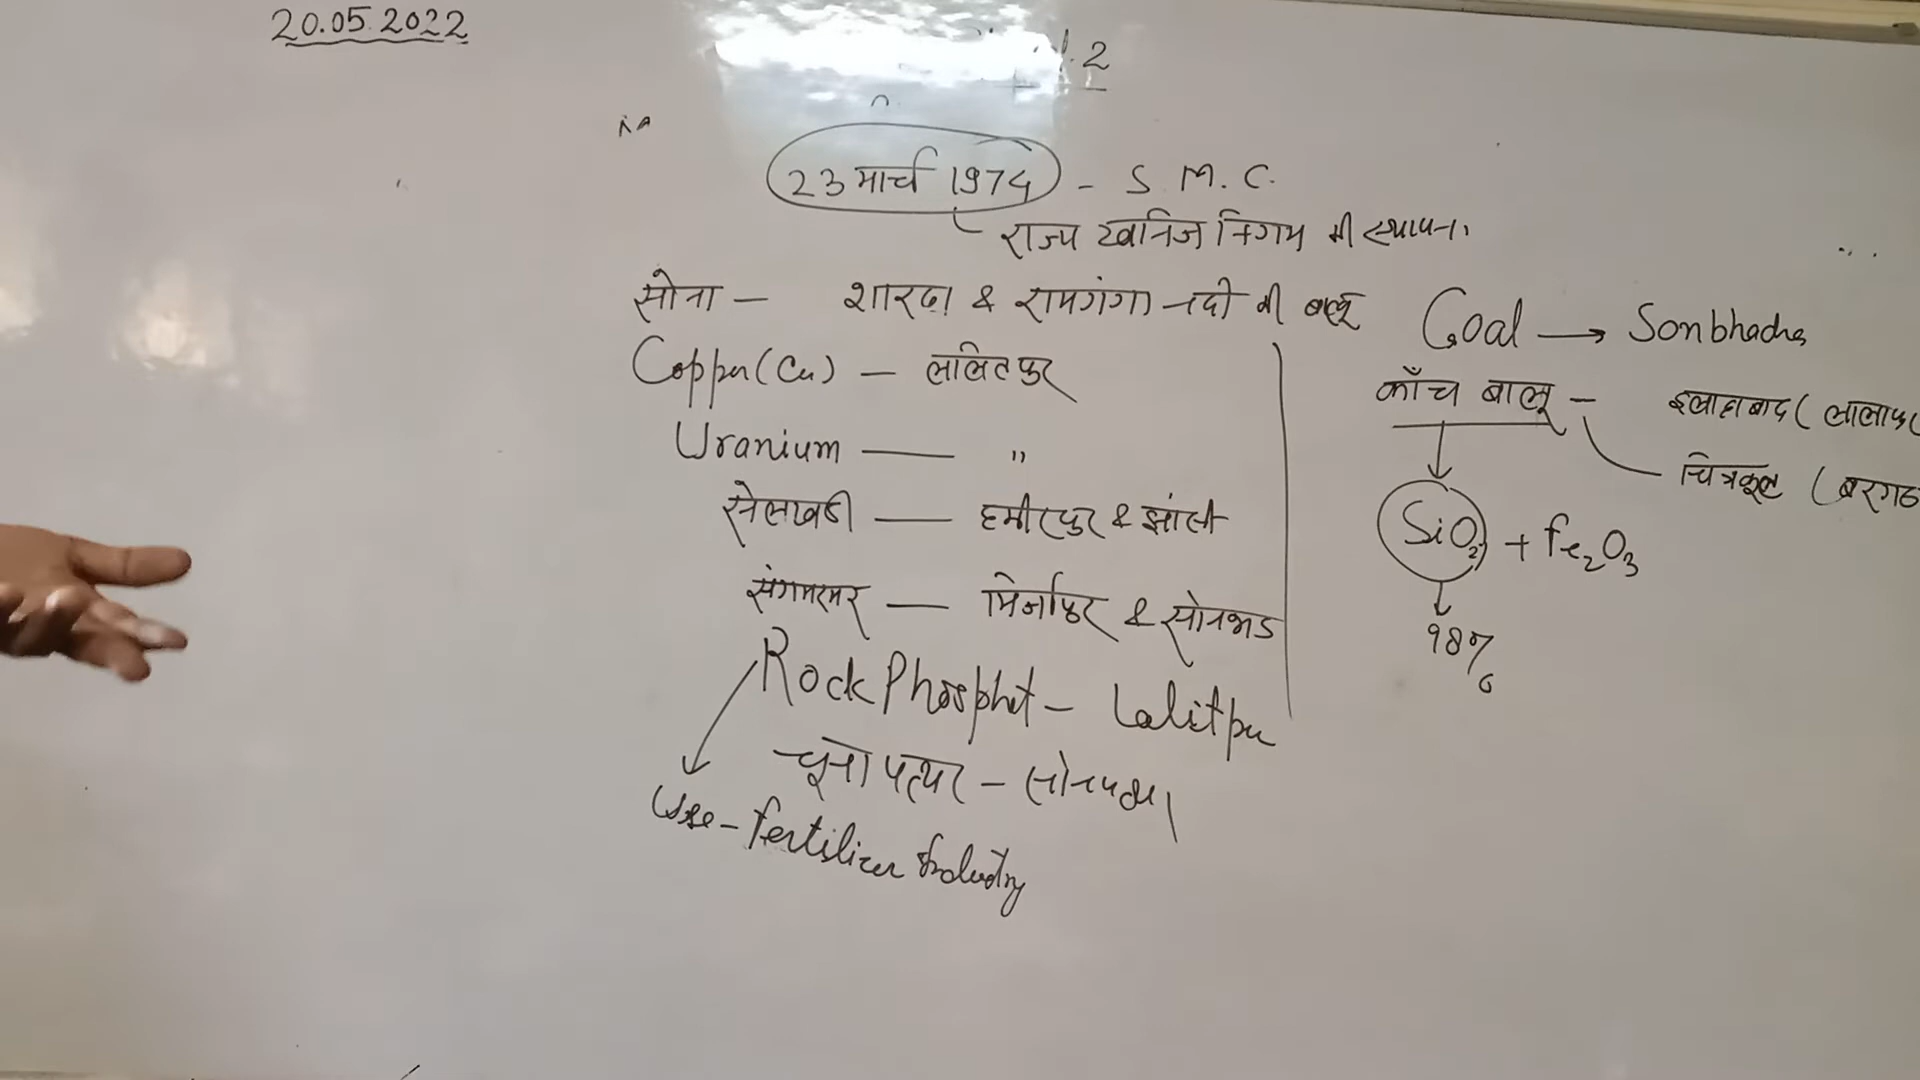 20.05.2022
2
23 मार्च 1974 - S. M. C.
राज्य खनिज निगम की स्थापना
सोना — शारदा & रामगंगा नदी की बालू
Copper (Cu) — ललितपुर
Uranium — "
सेलखडी — हमीरपुर & झांसी
संगमरमर — मिर्जापुर & सोनभद्र
Rock Phosphet - Lalitpu
चूना पत्थर - सोनभद्र
Use - Fertilizer Industry
Coal → Sonbhadra
काँच बालू - इलाहाबाद (लालापुर
चित्रकूट (बरगढ
SiO2 + Fe2O3
98%